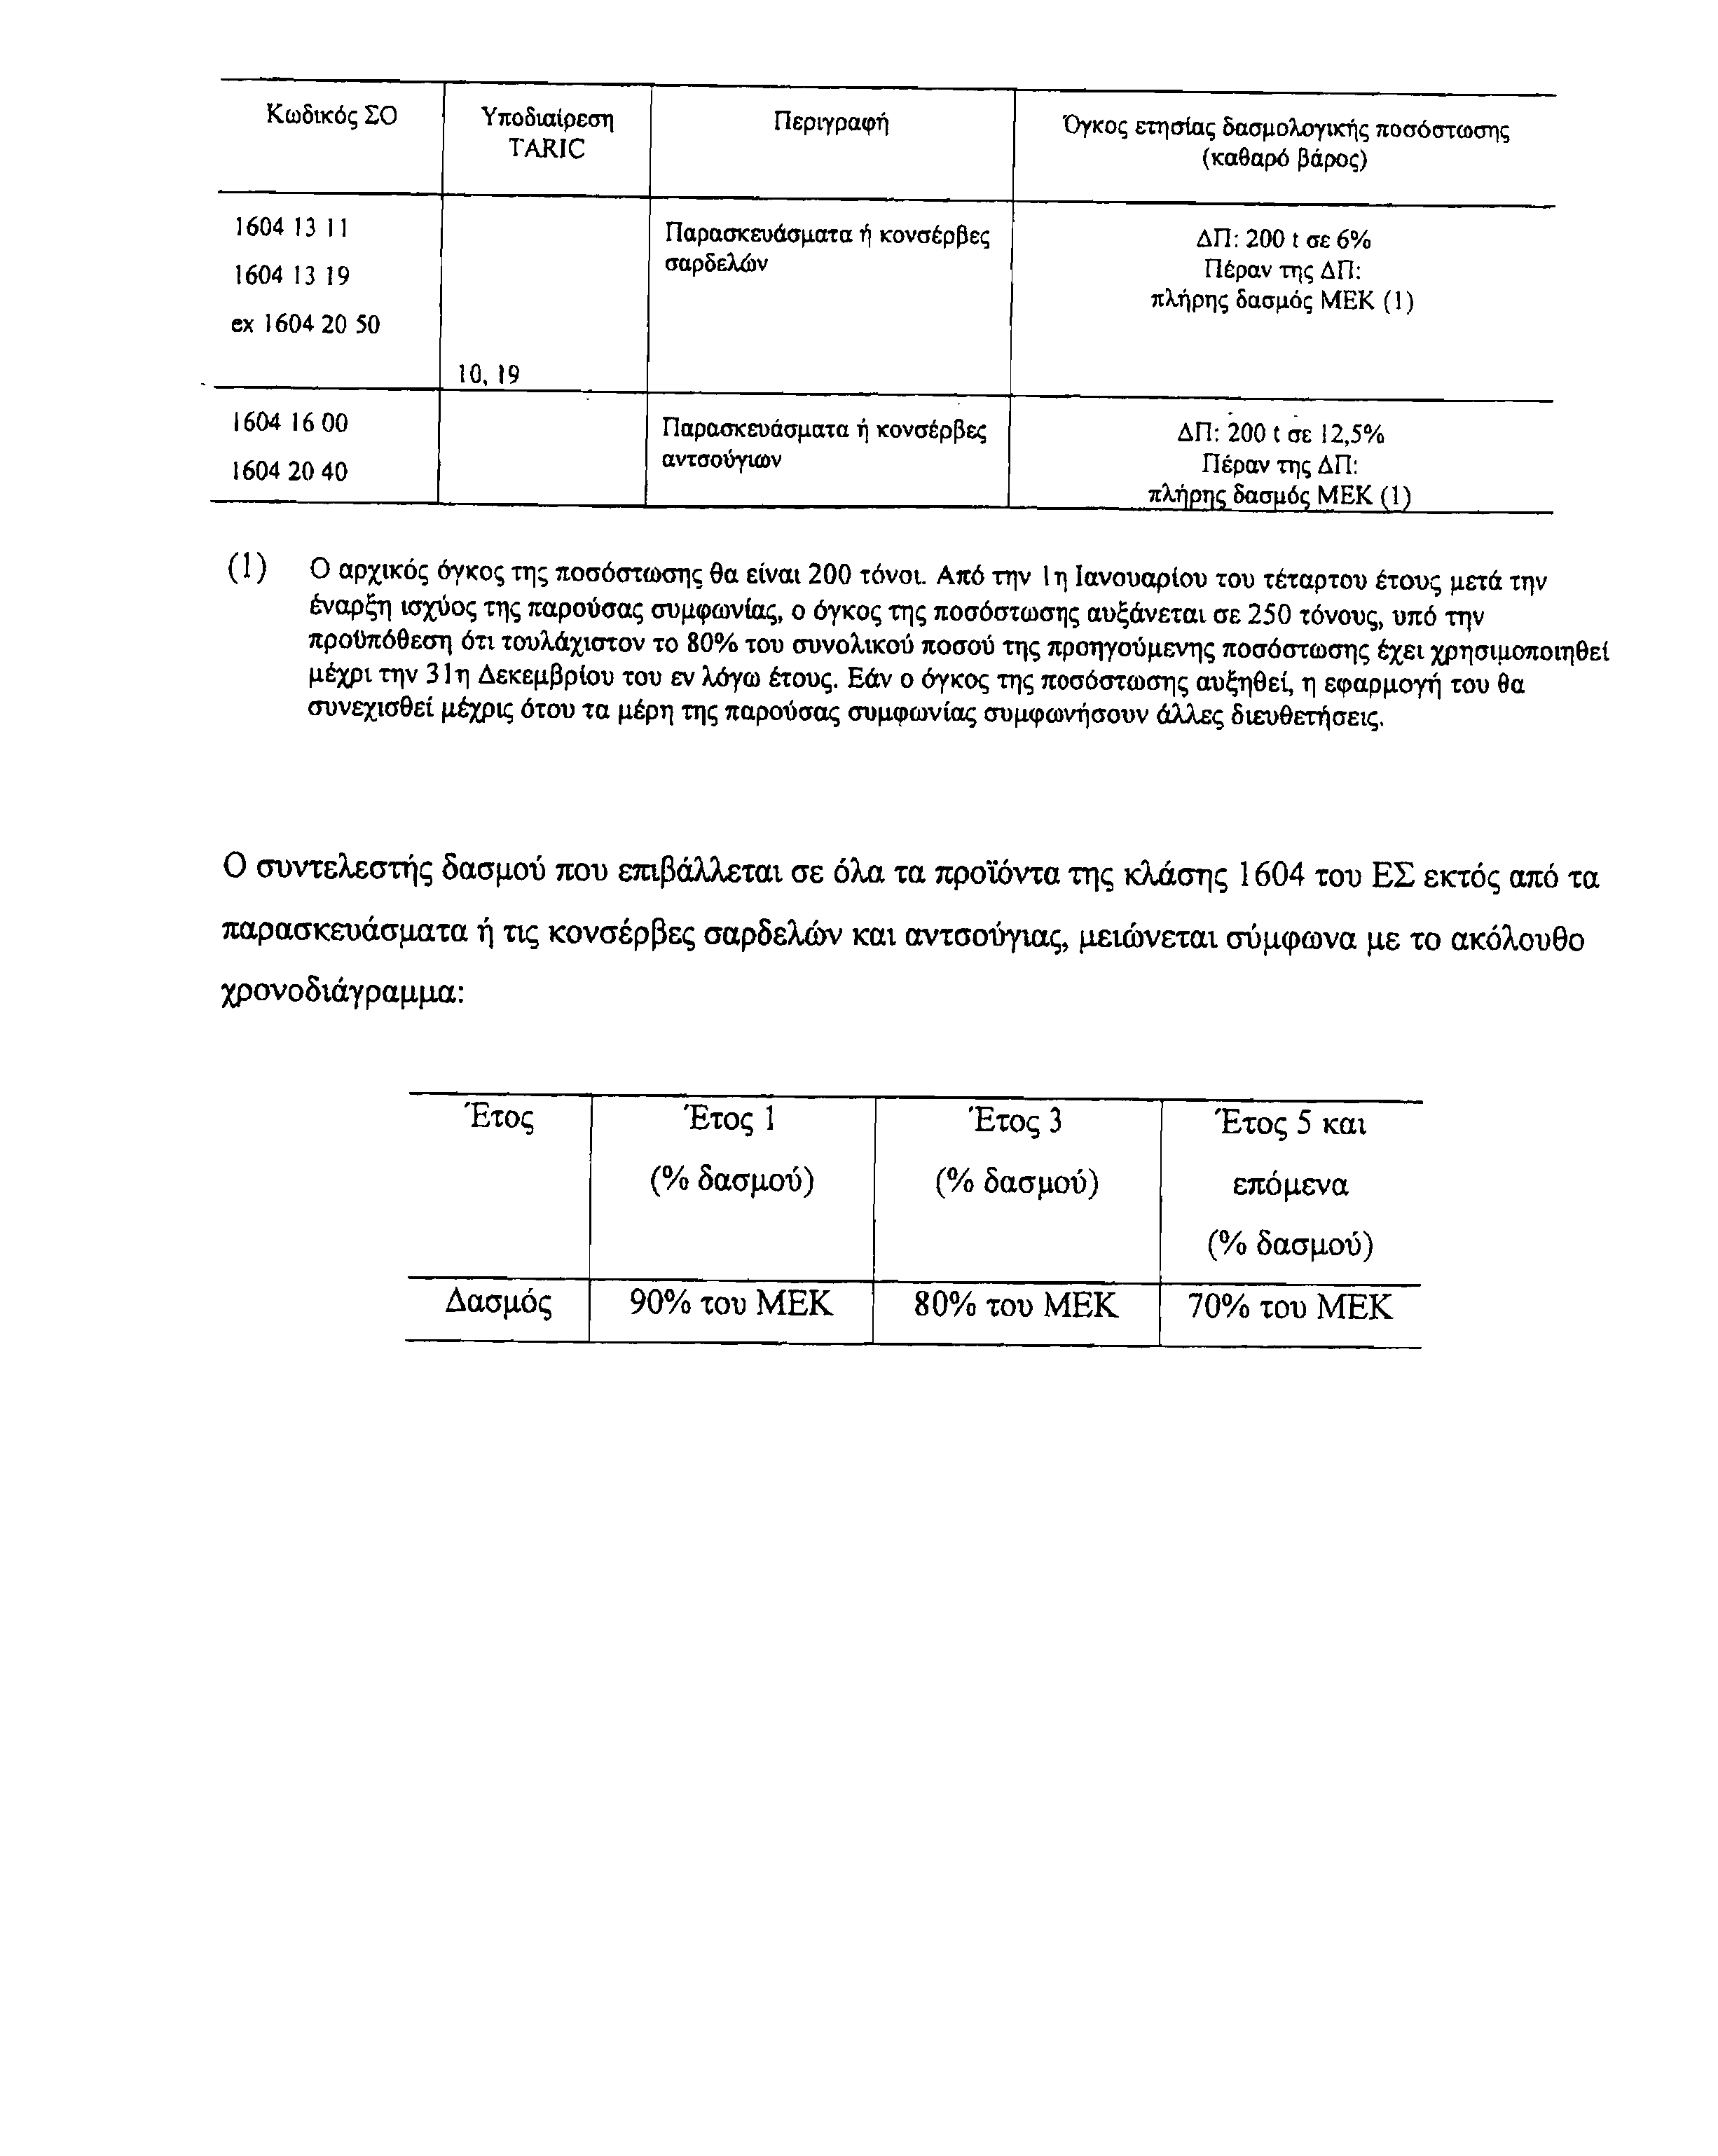 Κωδικός ΣΟ
Υποδιαίρεση
TARIC
Περιγραφή
Όγκος ετησίας δασμολογικής ποσόστωσης
(καθαρό βάρος)
1604 13 11
1604 13 19
ex 1604 20 50
10, 19
Παρασκευάσματα ή κονσέρβες
σαρδελών
ΔΠ: 200 t σε 6%
Πέραν της ΔΠ:
πλήρης δασμός ΜΕΚ (1)
1604 16 00
1604 20 40
Παρασκευάσματα ή κονσέρβες
αντσούγιων
ΔΠ: 200 t σε 12,5%
Πέραν της ΔΠ:
πλήρης δασμός ΜΕΚ (1)
(1) Ο αρχικός όγκος της ποσόστωσης θα είναι 200 τόνοι. Από την 1η Ιανουαρίου του τέταρτου έτους μετά την
έναρξη ισχύος της παρούσας συμφωνίας, ο όγκος της ποσόστωσης αυξάνεται σε 250 τόνους, υπό την
προϋπόθεση ότι τουλάχιστον το 80% του συνολικού ποσού της προηγούμενης ποσόστωσης έχει χρησιμοποιηθεί
μέχρι την 31η Δεκεμβρίου του εν λόγω έτους. Εάν ο όγκος της ποσόστωσης αυξηθεί, η εφαρμογή του θα
συνεχισθεί μέχρις ότου τα μέρη της παρούσας συμφωνίας συμφωνήσουν άλλες διευθετήσεις.
Ο συντελεστής δασμού που επιβάλλεται σε όλα τα προϊόντα της κλάσης 1604 του ΕΣ εκτός από τα
παρασκευάσματα ή τις κονσέρβες σαρδελών και αντσούγιας, μειώνεται σύμφωνα με το ακόλουθο
χρονοδιάγραμμα:
Έτος
Έτος 1
(% δασμού)
Έτος 3
(% δασμού)
Έτος 5 και
επόμενα
(% δασμού)
Δασμός
90% του ΜΕΚ
80% του ΜΕΚ
70% του ΜΕΚ